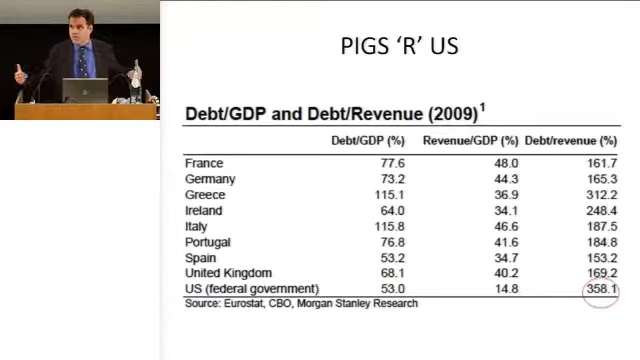 PIGS ‘R’ US
Debt/GDP and Debt/Revenue (2009)1
Debt/GDP (%) Revenue/GDP (%) Debt/revenue (%)
France 77.6 48.0 161.7
Germany 73.2 44.3 165.3
Greece 115.1 36.9 312.2
Ireland 64.0 34.1 248.4
Italy 115.8 46.6 187.5
Portugal 76.8 41.6 184.8
Spain 53.2 34.7 153.2
United Kingdom 68.1 40.2 169.2
US (federal government) 53.0 14.8 358.1
Source: Eurostat, CBO, Morgan Stanley Research